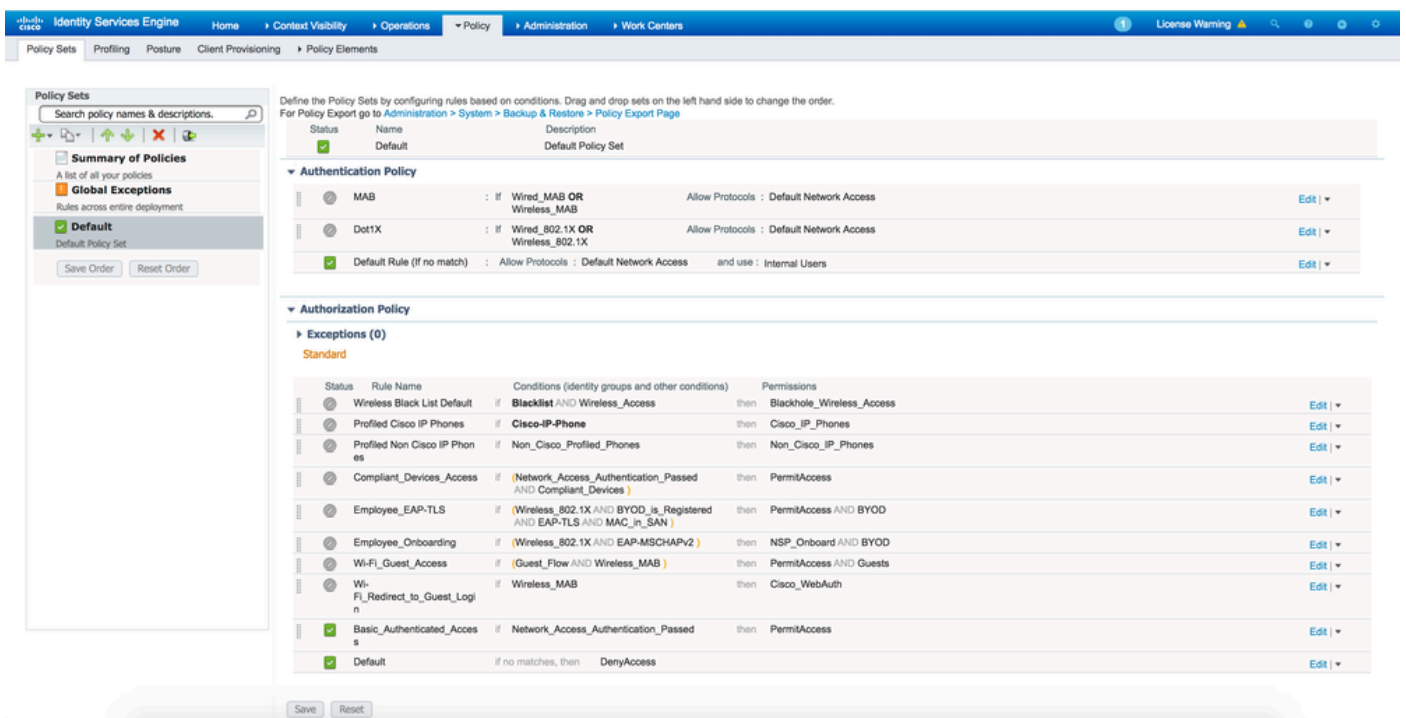 cisco Identity Services Engine Home Context Visibility Operations Policy Administration Work Centers 1 License Warning
Policy Sets Profiling Posture Client Provisioning Policy Elements
Policy Sets
Search policy names & descriptions.
Summary of Policies
A list of all your policies
Global Exceptions
Rules across entire deployment
Default
Default Policy Set
Save Order Reset Order
Define the Policy Sets by configuring rules based on conditions. Drag and drop sets on the left hand side to change the order.
For Policy Export go to Administration > System > Backup & Restore > Policy Export Page
Status Name Description
Default Default Policy Set
Authentication Policy
MAB : If Wired_MAB OR Allow Protocols : Default Network Access Edit |
Wireless_MAB
Dot1X : If Wired_802.1X OR Allow Protocols : Default Network Access Edit |
Wireless_802.1X
Default Rule (If no match) : Allow Protocols : Default Network Access and use : Internal Users Edit |
Authorization Policy
Exceptions (0)
Standard
Status Rule Name Conditions (identity groups and other conditions) Permissions
Wireless Black List Default if Blacklist AND Wireless_Access then Blackhole_Wireless_Access Edit |
Profiled Cisco IP Phones if Cisco-IP-Phone then Cisco_IP_Phones Edit |
Profiled Non Cisco IP Phon if Non_Cisco_Profiled_Phones then Non_Cisco_IP_Phones Edit |
es
Compliant_Devices_Access if (Network_Access_Authentication_Passed then PermitAccess Edit |
AND Compliant_Devices )
Employee_EAP-TLS if (Wireless_802.1X AND BYOD_is_Registered then PermitAccess AND BYOD Edit |
AND EAP-TLS AND MAC_in_SAN )
Employee_Onboarding if (Wireless_802.1X AND EAP-MSCHAPv2 ) then NSP_Onboard AND BYOD Edit |
Wi-Fi_Guest_Access if (Guest_Flow AND Wireless_MAB ) then PermitAccess AND Guests Edit |
Wi- if Wireless_MAB then Cisco_WebAuth Edit |
Fi_Redirect_to_Guest_Logi
n
Basic_Authenticated_Acces if Network_Access_Authentication_Passed then PermitAccess Edit |
s
Default if no matches, then DenyAccess Edit |
Save Reset